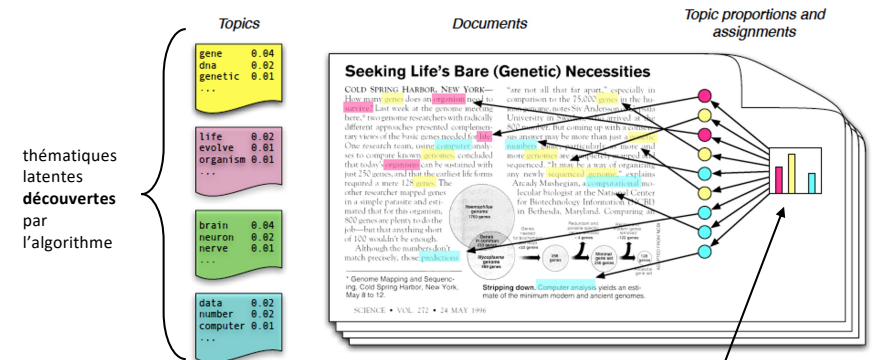 Topics
Documents
Topic proportions and
assignments
thématiques
latentes
découvertes
par
l'algorithme
gene 0.04
dna 0.02
genetic 0.01
...
life 0.02
evolve 0.01
organism 0.01
...
brain 0.04
neuron 0.02
nerve 0.01
...
data 0.02
number 0.02
computer 0.01
...
Seeking Life's Bare (Genetic) Necessities
COLD SPRING HARBOR, NEW YORK—
How many genes does an organism need to
survive? Last week at the genome meeting
here,* two genome researchers with radically
different approaches presented complemen-
tary views of the basic genes needed for life.
One research team, using computer analy-
ses to compare known genomes, concluded
that today's organisms can be sustained with
just 250 genes, and that the earliest life forms
required a mere 128 genes. The
other researcher mapped genes
in a simple parasite and esti-
mated that for this organism,
800 genes are plenty to do the
job—but that anything short
of 100 wouldn't be enough.
Although the numbers don't
match precisely, those predictions
* Genome Mapping and Sequenc-
ing, Cold Spring Harbor, New York,
May 8 to 12.
"are not all that far apart," especially in
comparison to the 75,000 genes in the hu-
genome, notes Siv Andersson
University in
800 number. But coming up with a
answer may be more than just a
numbers particularly more and
more genomes are mapped and
sequenced. "It may be a way of organizing
any newly sequenced genome," explains
Arcady Mushegian, a computational mo-
lecular biologist at the National Center
for Biotechnology Information (NCBI)
in Bethesda, Maryland. Comparing an
Haemophilus
genome
1703 genes
Genes
in common
233 genes
Mycoplasma
genome
469 genes
Stripping down. Computer analysis yields an esti-
mate of the minimum modern and ancient genomes.
SCIENCE • VOL. 272 • 24 MAY 1996